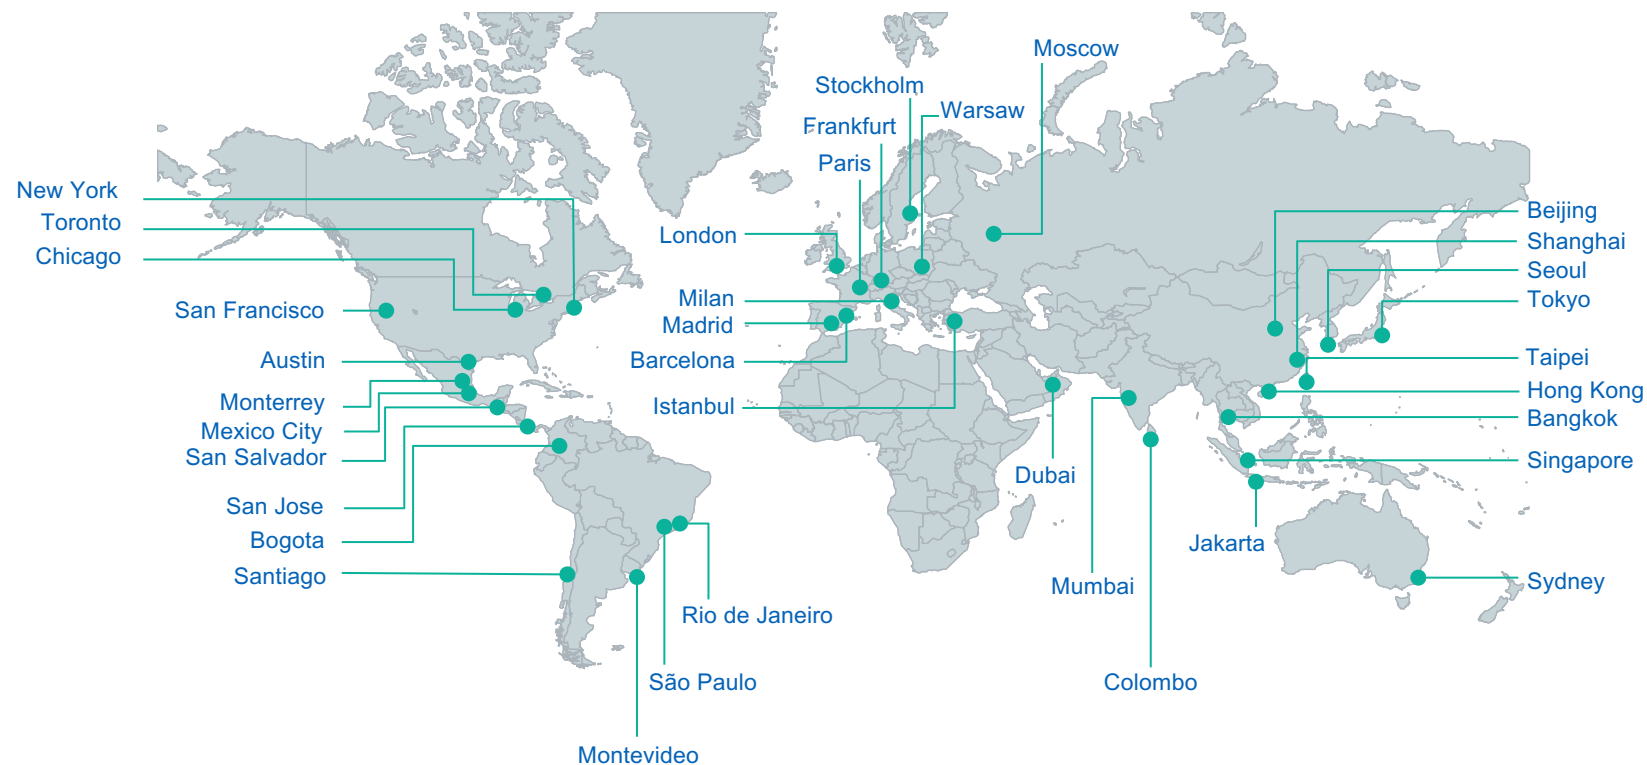 Moscow
Stockholm
Warsaw
Frankfurt
Paris
New York
Toronto
Chicago
San Francisco
Austin
Monterrey
Mexico City
San Salvador
San Jose
Bogota
Santiago
London
Milan
Madrid
Barcelona
Istanbul
Dubai
Mumbai
Rio de Janeiro
São Paulo
Montevideo
Colombo
Jakarta
Beijing
Shanghai
Seoul
Tokyo
Taipei
Hong Kong
Bangkok
Singapore
Sydney